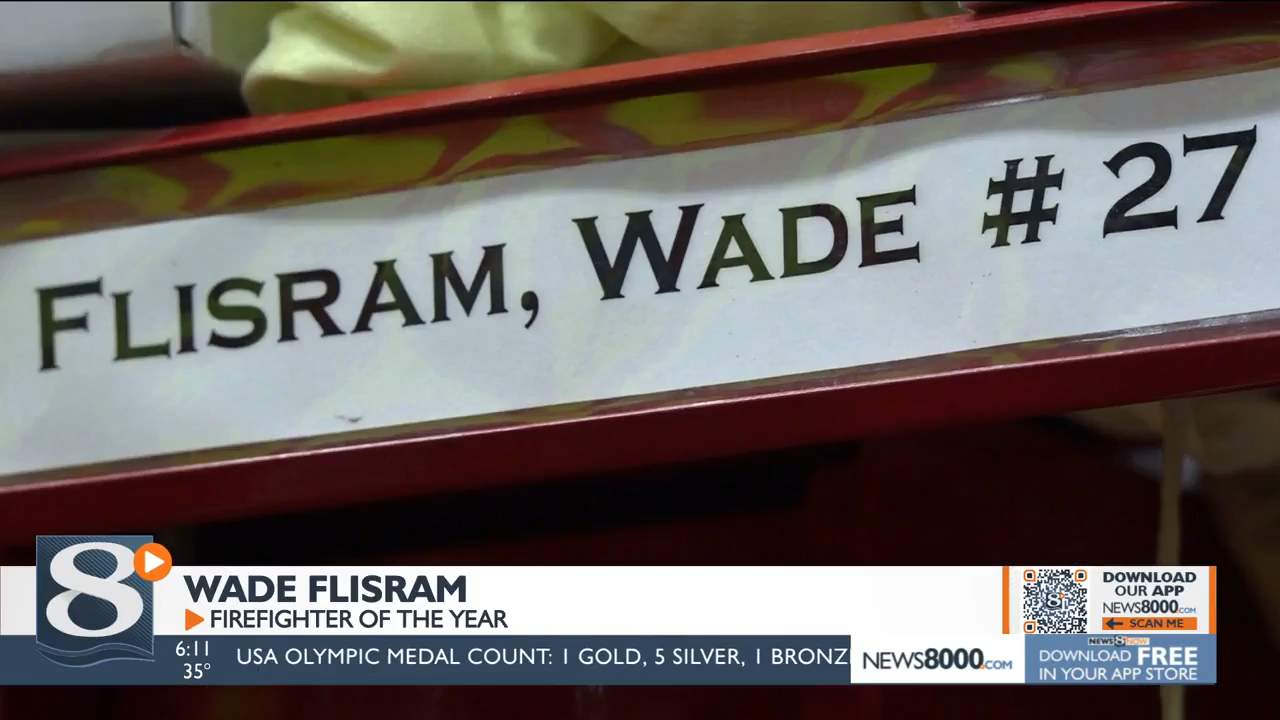 FLISRAM, WADE # 27
8
WADE FLISRAM
FIREFIGHTER OF THE YEAR
DOWNLOAD
OUR APP
NEWS8000.COM
SCAN ME
6:11
35°
USA OLYMPIC MEDAL COUNT: 1 GOLD, 5 SILVER, 1 BRONZ
NEWS8000.COM
NEWS 8 NOW
DOWNLOAD FREE
IN YOUR APP STORE